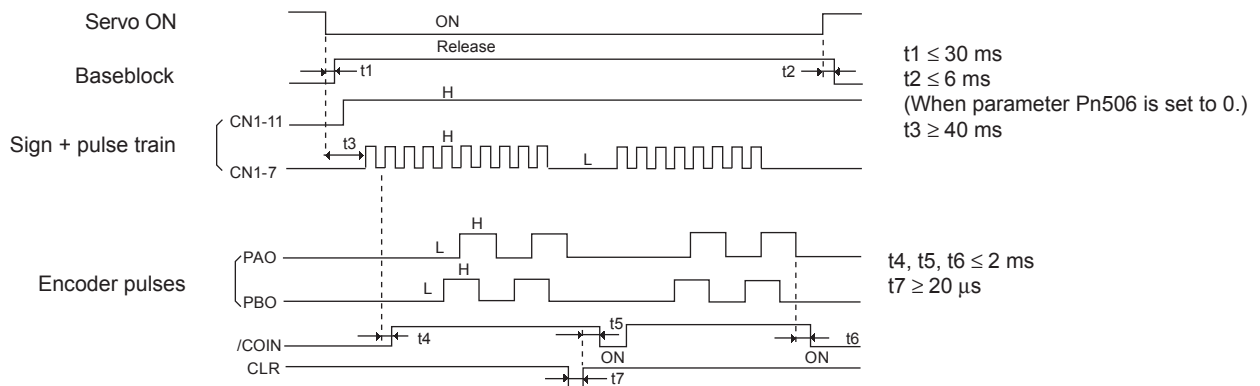 Servo ON
ON
Release
Baseblock
t1
t2
t1 ≤ 30 ms
t2 ≤ 6 ms
(When parameter Pn506 is set to 0.)
t3 ≥ 40 ms
H
CN1-11
Sign + pulse train
t3
H
L
CN1-7
H
L
PAO
Encoder pulses
H
L
PBO
t4, t5, t6 ≤ 2 ms
t7 ≥ 20 μs
/COIN
t4
t5
t6
ON
ON
CLR
t7